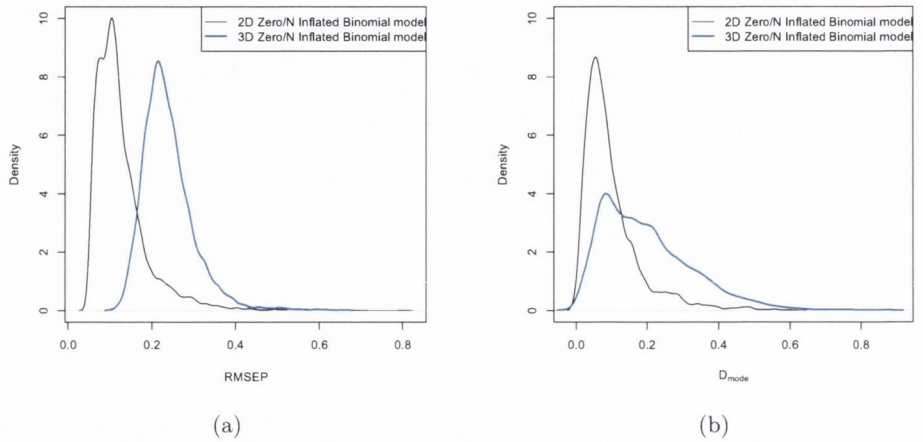 2D Zero/N Inflated Binomial model
3D Zero/N Inflated Binomial model
10
8
6
4
2
0
Density
0.0 0.2 0.4 0.6 0.8
RMSEP
(a)
2D Zero/N Inflated Binomial model
3D Zero/N Inflated Binomial model
10
8
6
4
2
0
Density
0.0 0.2 0.4 0.6 0.8
D_mode
(b)